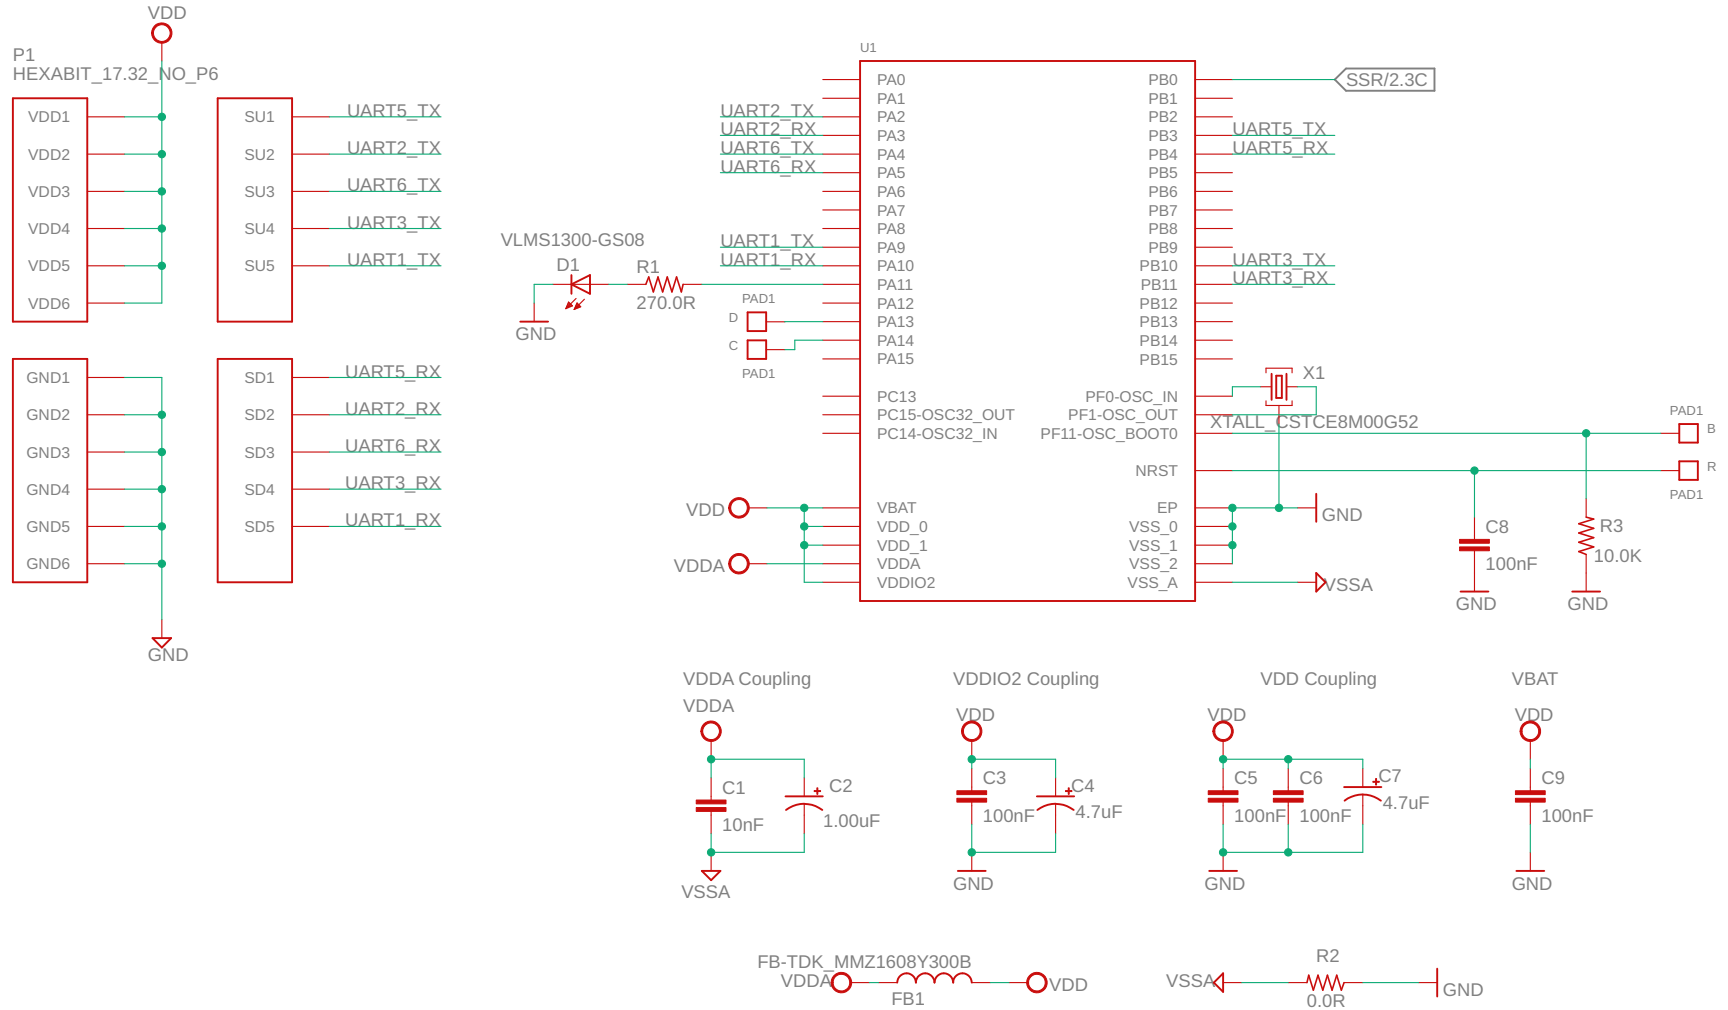 VDD
P1
HEXABIT_17.32_NO_P6
VDD1
VDD2
VDD3
VDD4
VDD5
VDD6
SU1 UART5_TX
SU2 UART2_TX
SU3 UART6_TX
SU4 UART3_TX
SU5 UART1_TX
GND1
GND2
GND3
GND4
GND5
GND6
GND
SD1 UART5_RX
SD2 UART2_RX
SD3 UART6_RX
SD4 UART3_RX
SD5 UART1_RX
U1
PA0
PA1
UART2_TX PA2
UART2_RX PA3
UART6_TX PA4
UART6_RX PA5
PA6
PA7
PA8
UART1_TX PA9
UART1_RX PA10
PA11
PA12
PA13
PA14
PA15
PC13
PC15-OSC32_OUT
PC14-OSC32_IN
VBAT
VDD_0
VDD_1
VDDA
VDDIO2
VLMS1300-GS08
D1
R1
270.0R
GND
PAD1
D
C
PAD1
VDD
VDDA
PB0 SSR/2.3C
PB1
PB2
PB3 UART5_TX
PB4 UART5_RX
PB5
PB6
PB7
PB8
PB9
PB10 UART3_TX
PB11 UART3_RX
PB12
PB13
PB14
PB15
PF0-OSC_IN
PF1-OSC_OUT
PF11-OSC_BOOT0
NRST
EP
VSS_0
VSS_1
VSS_2
VSS_A
X1
XTALL_CSTCE8M00G52
GND
VSSA
PAD1
B
R
PAD1
C8
100nF
GND
R3
10.0K
GND
VDDA Coupling
VDDA
C1
10nF
C2
1.00uF
VSSA
VDDIO2 Coupling
VDD
C3
100nF
C4
4.7uF
GND
VDD Coupling
VDD
C5
100nF
C6
100nF
C7
4.7uF
GND
VBAT
VDD
C9
100nF
GND
FB-TDK_MMZ1608Y300B
VDDA
FB1
VDD
R2
VSSA
0.0R
GND